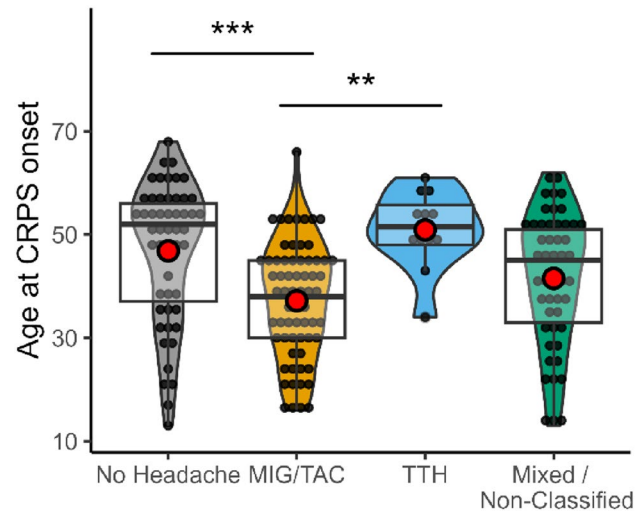 ***
**
Age at CRPS onset
70
50
30
10
No Headache MIG/TAC TTH Mixed /
Non-Classified